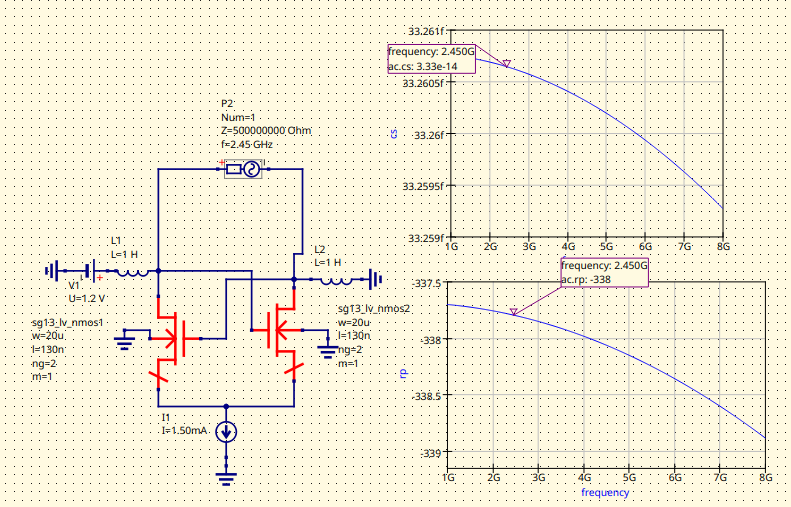 P2
Num=1
Z=500000000 Ohm
f=2.45 GHz
+
L1
L=1 H
L2
L=1 H
V1
+
U=1.2 V
sg13_lv_nmos1
w=20u
l=130n
ng=2
m=1
sg13_lv_nmos2
w=20u
l=130n
ng=2
m=1
I1
I=1.50mA
33.261f
frequency: 2.450G
ac.cs: 3.33e-14
33.2605f
cs
33.26f
33.2595f
33.259f
1G 2G 3G 4G 5G 6G 7G 8G
frequency: 2.450G
ac.rp: -338
-337.5
-338
rp
-338.5
-339
1G 2G 3G 4G 5G 6G 7G 8G
frequency